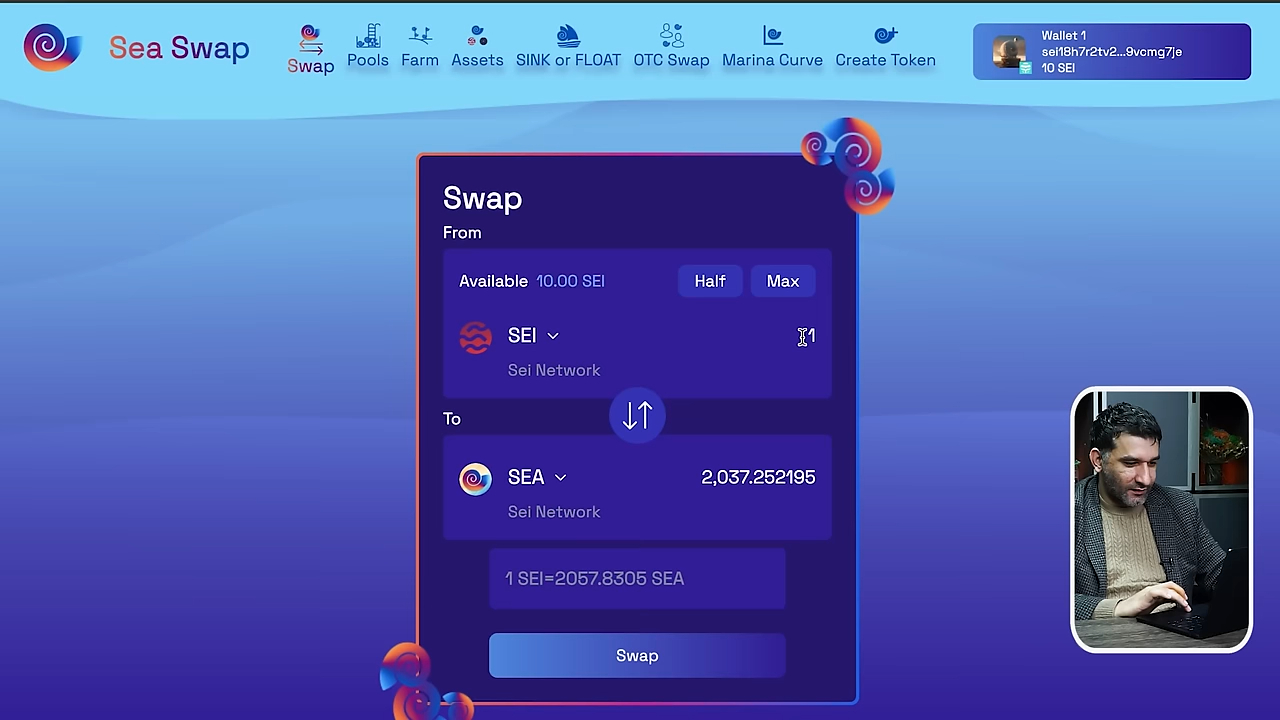 Sea Swap
Swap
Pools
Farm
Assets
SINK or FLOAT
OTC Swap
Marina Curve
Create Token
Wallet 1
sei18h7r2tv2...9vcmg7je
10 SEI
Swap
From
Available 10.00 SEI
Half
Max
SEI
1
Sei Network
To
SEA
2,037.252195
Sei Network
1 SEI=2057.8305 SEA
Swap